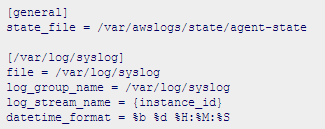 [general]
state_file = /var/awslogs/state/agent-state
[/var/log/syslog]
file = /var/log/syslog
log_group_name = /var/log/syslog
log_stream_name = {instance_id}
datetime_format = %b %d %H:%M:%S